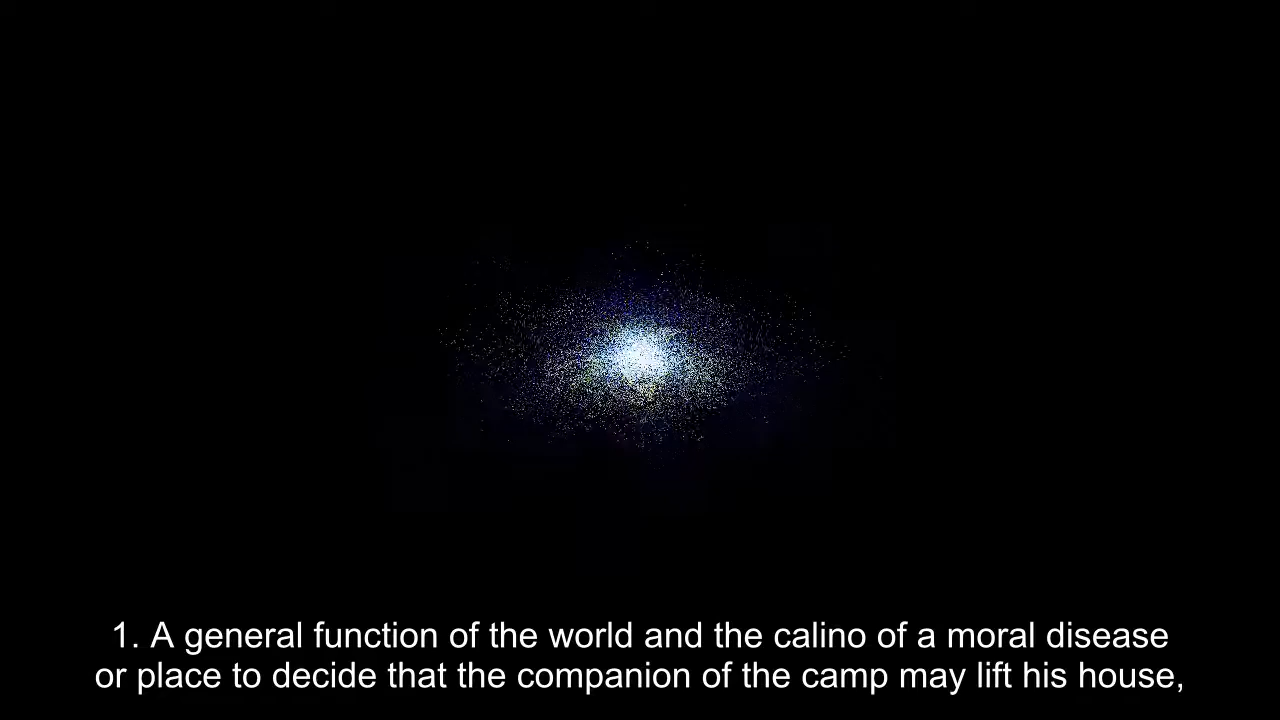 1. A general function of the world and the calino of a moral disease
or place to decide that the companion of the camp may lift his house,